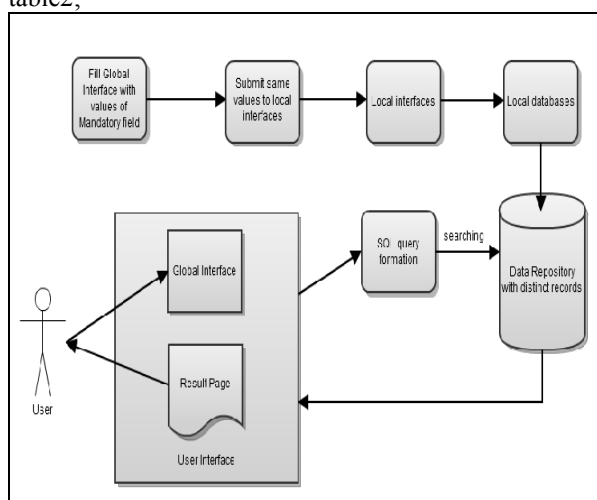 table2;
Fill Global
Interface with
values of
Mandatory field
Submit same
values to local
interfaces
Local interfaces
Local databases
Global Interface
SQL query
formation
searching
Data Repository
with distinct records
Result Page
User
User Interface